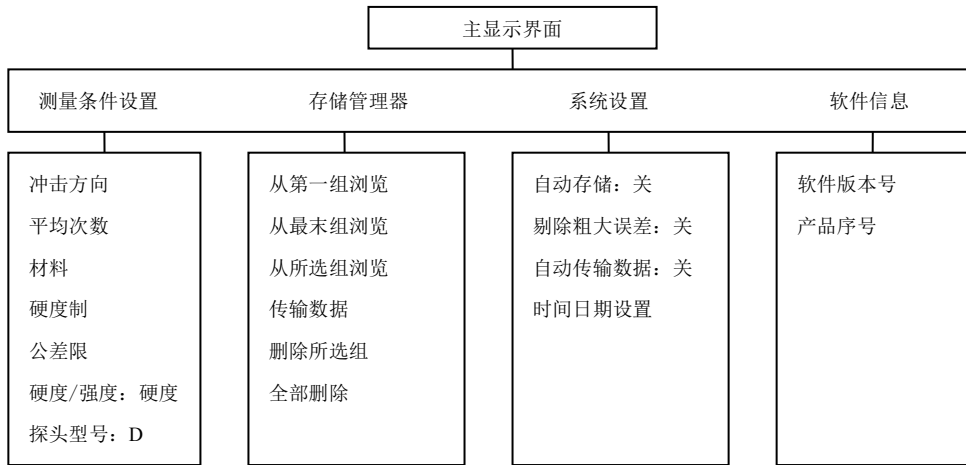 主显示界面
测量条件设置
存储管理器
系统设置
软件信息
冲击方向
平均次数
材料
硬度制
公差限
硬度/强度：硬度
探头型号：D
从第一组浏览
从最末组浏览
从所选组浏览
传输数据
删除所选组
全部删除
自动存储：关
剔除粗大误差：关
自动传输数据：关
时间日期设置
软件版本号
产品序号